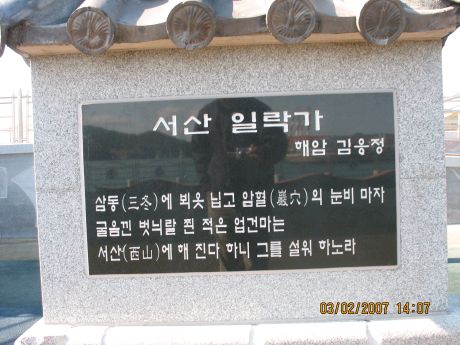 서산 일락가
해암 김응정
삼동(三冬)에 뵈옷 닙고 암혈(巖穴)의 눈비 마자
굴음낀 볏늬랄 쬔 적은 업건마는
서산(西山)에 해 진다 하니 그를 설워 하노라
03/02/2007 14:07